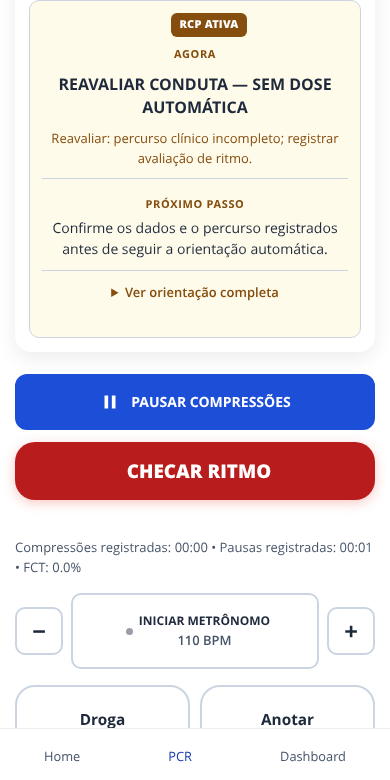 RCP ATIVA
AGORA
REAVALIAR CONDUTA — SEM DOSE
AUTOMÁTICA
Reavaliar: percurso clínico incompleto; registrar
avaliação de ritmo.
PRÓXIMO PASSO
Confirme os dados e o percurso registrados
antes de seguir a orientação automática.
▶ Ver orientação completa
PAUSAR COMPRESSÕES
CHECAR RITMO
Compressões registradas: 00:00 • Pausas registradas: 00:01
• FCT: 0.0%
−
INICIAR METRÔNOMO
110 BPM
+
Droga
Anotar
Home
PCR
Dashboard